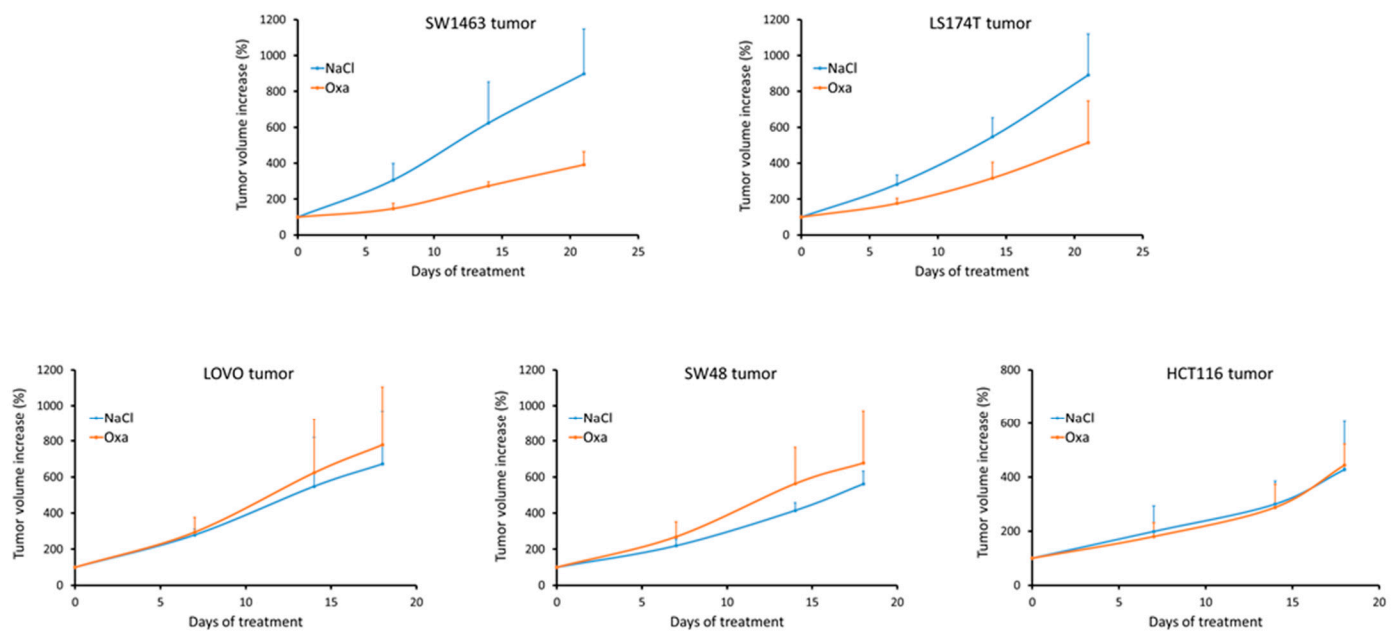 SW1463 tumor
Tumor volume increase (%)
1200
1000
800
600
400
200
0
NaCl
Oxa
0 5 10 15 20 25
Days of treatment
LS174T tumor
Tumor volume increase (%)
1200
1000
800
600
400
200
0
NaCl
Oxa
0 5 10 15 20 25
Days of treatment
LOVO tumor
Tumor volume increase (%)
1200
1000
800
600
400
200
0
NaCl
Oxa
0 5 10 15 20
Days of treatment
SW48 tumor
Tumor volume increase (%)
1200
1000
800
600
400
200
0
NaCl
Oxa
0 5 10 15 20
Days of treatment
HCT116 tumor
Tumor volume increase (%)
800
600
400
200
0
NaCl
Oxa
0 5 10 15 20
Days of treatment